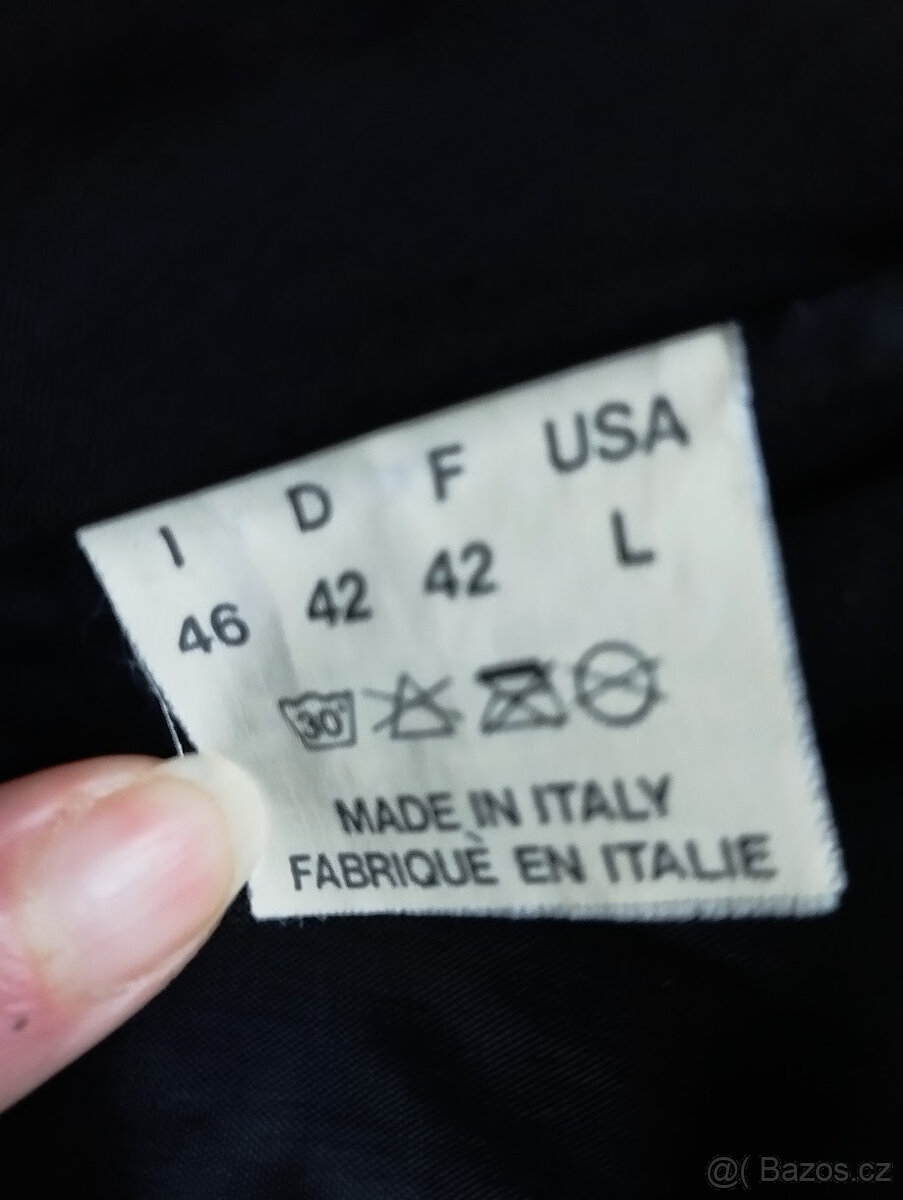 I D F USA
46 42 42 L
30°
MADE IN ITALY
FABRIQUÈ EN ITALIE
@( Bazos.cz